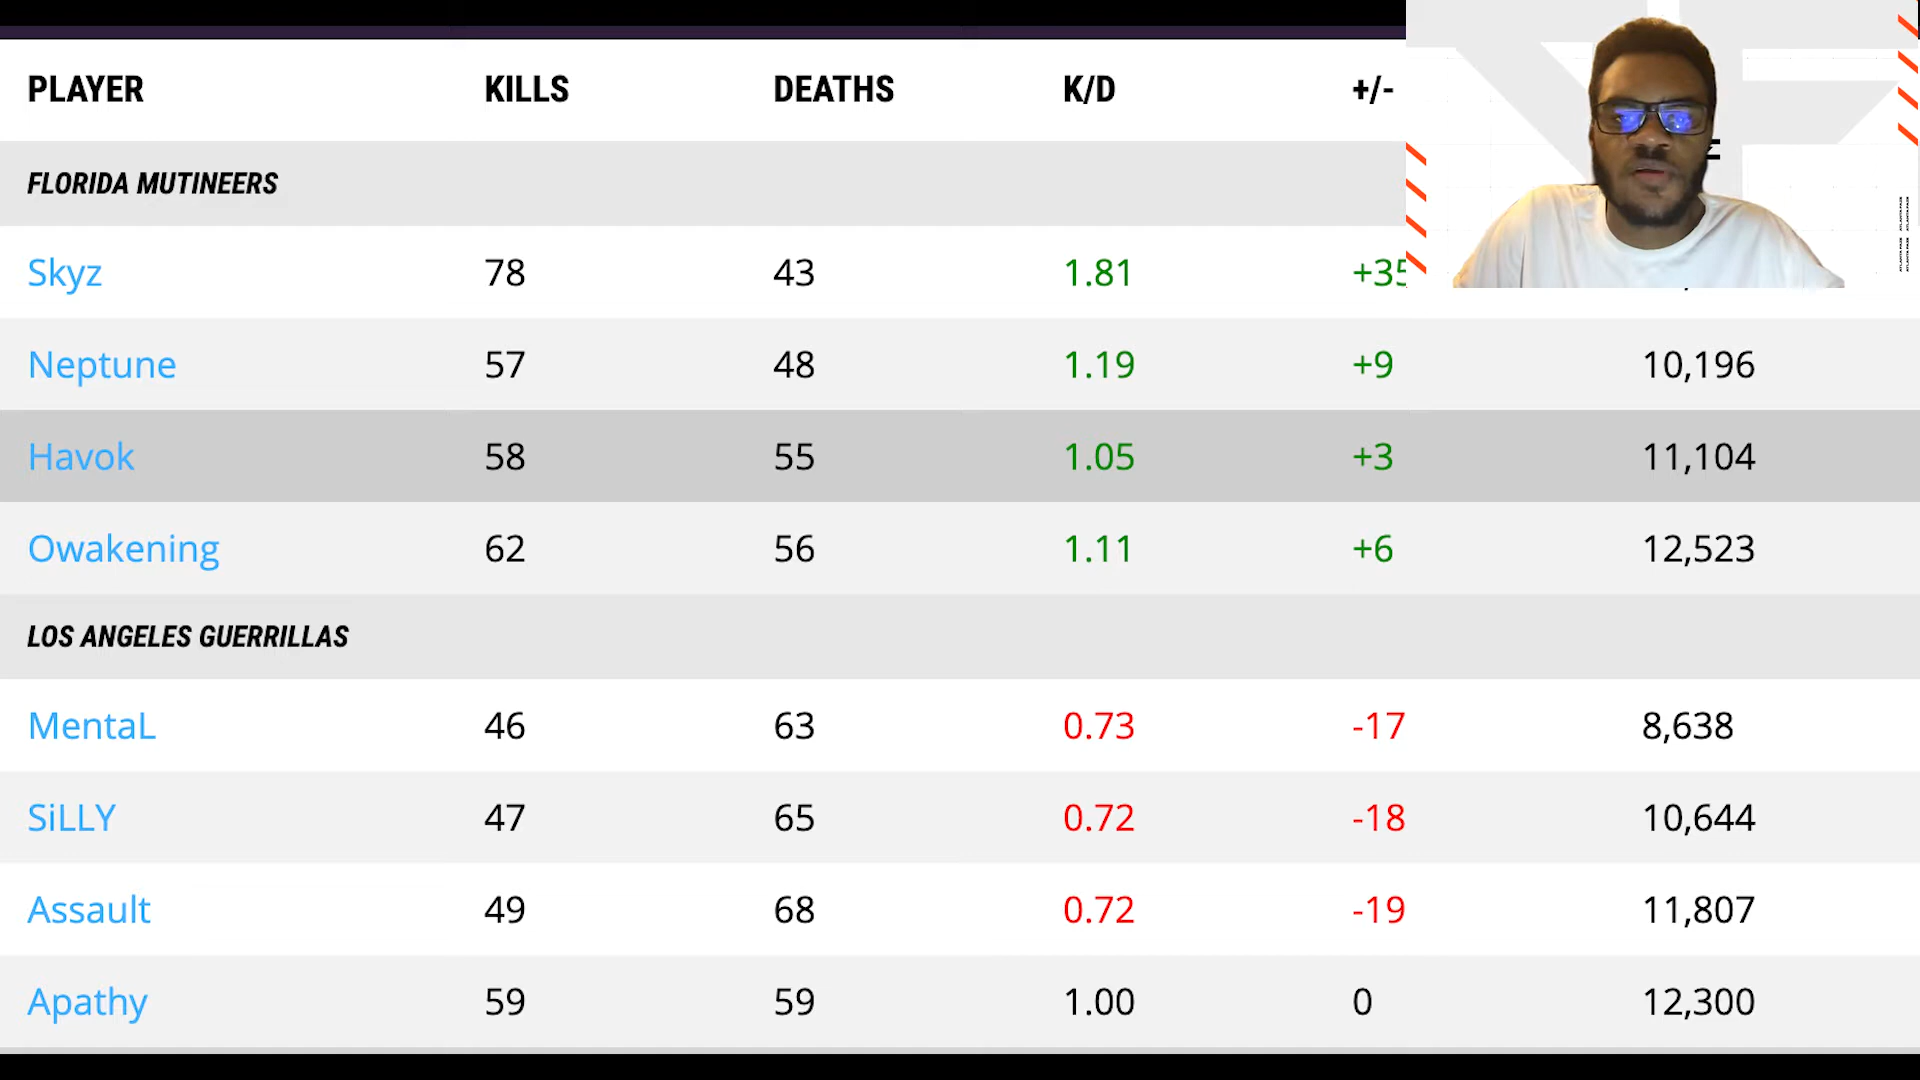 PLAYER KILLS DEATHS K/D +/-
FLORIDA MUTINEERS
Skyz 78 43 1.81 +35
Neptune 57 48 1.19 +9 10,196
Havok 58 55 1.05 +3 11,104
Owakening 62 56 1.11 +6 12,523
LOS ANGELES GUERRILLAS
MentaL 46 63 0.73 -17 8,638
SiLLY 47 65 0.72 -18 10,644
Assault 49 68 0.72 -19 11,807
Apathy 59 59 1.00 0 12,300